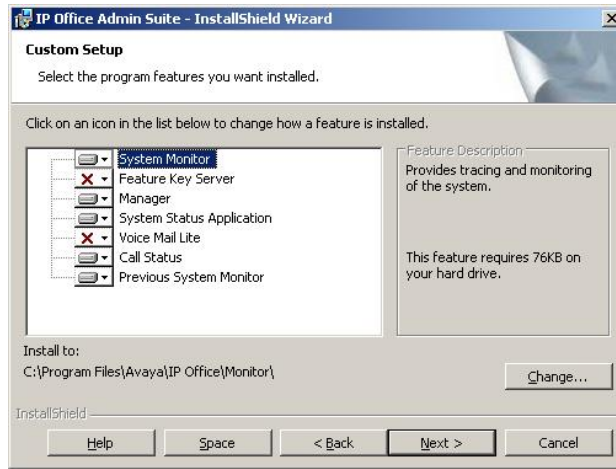 IP Office Admin Suite - InstallShield Wizard
Custom Setup
Select the program features you want installed.
Click on an icon in the list below to change how a feature is installed.
System Monitor
Feature Key Server
Manager
System Status Application
Voice Mail Lite
Call Status
Previous System Monitor
Feature Description
Provides tracing and monitoring
of the system.
This feature requires 76KB on
your hard drive.
Install to:
C:\Program Files\Avaya\IP Office\Monitor\
Change...
InstallShield
Help
Space
< Back
Next >
Cancel